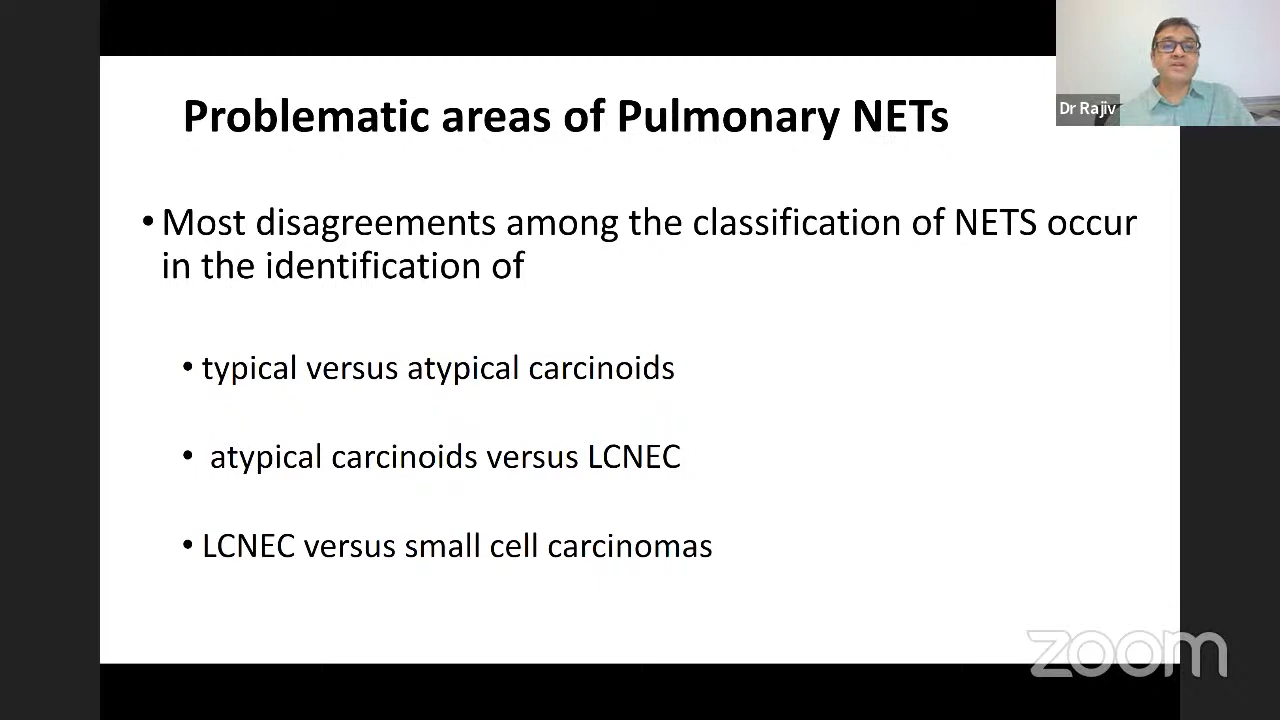 Problematic areas of Pulmonary NETs
Dr Rajiv
• Most disagreements among the classification of NETS occur
in the identification of
• typical versus atypical carcinoids
• atypical carcinoids versus LCNEC
• LCNEC versus small cell carcinomas
zoom